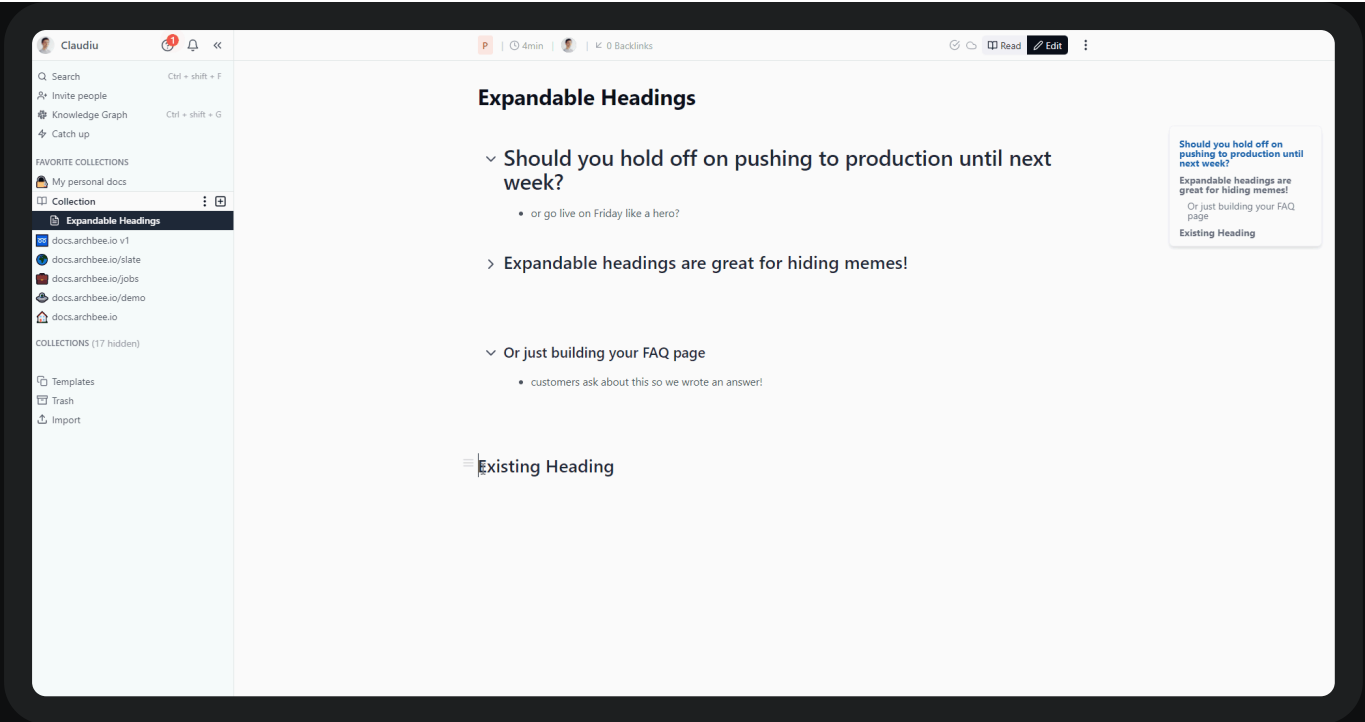 Claudiu
1
Search Ctrl + shift + F
Invite people
Knowledge Graph Ctrl + shift + G
Catch up
FAVORITE COLLECTIONS
My personal docs
Collection
Expandable Headings
docs.archbee.io v1
docs.archbee.io/slate
docs.archbee.io/jobs
docs.archbee.io/demo
docs.archbee.io
COLLECTIONS (17 hidden)
Templates
Trash
Import
P | 4min | | 0 Backlinks
Read Edit
Expandable Headings
Should you hold off on pushing to production until next
week?
• or go live on Friday like a hero?
Expandable headings are great for hiding memes!
Or just building your FAQ page
• customers ask about this so we wrote an answer!
Existing Heading
Should you hold off on
pushing to production until
next week?
Expandable headings are
great for hiding memes!
Or just building your FAQ
page
Existing Heading